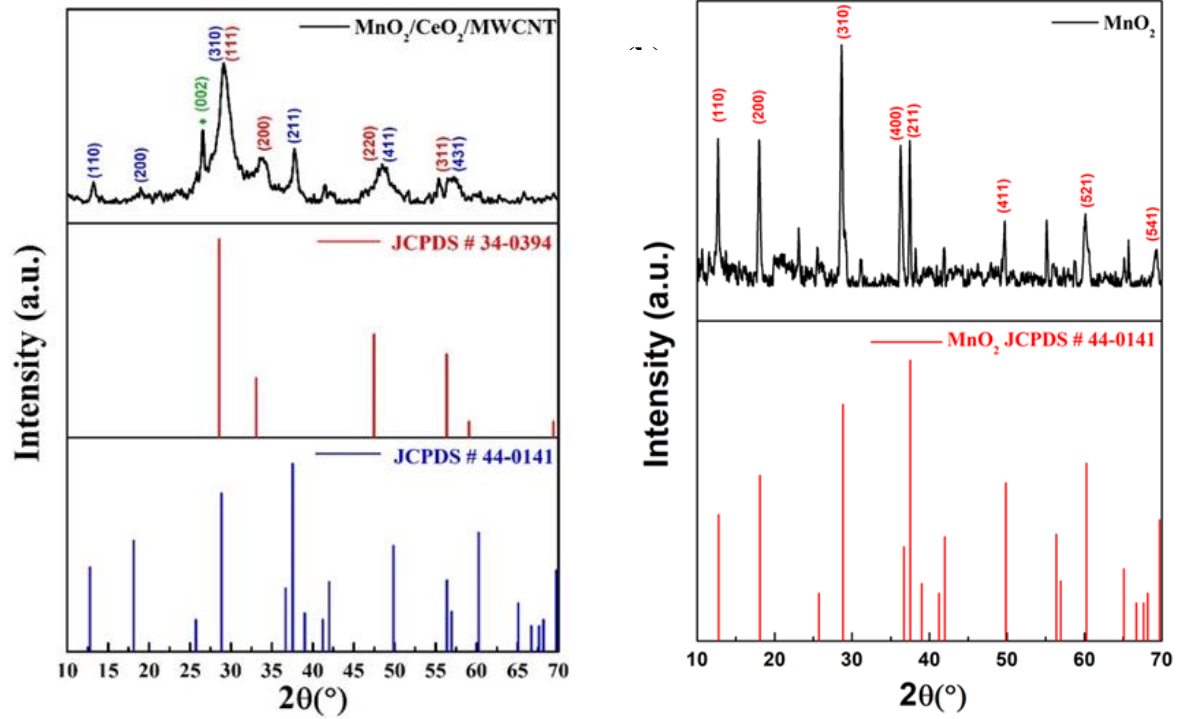 MnO2/CeO2/MWCNT
(110)
(200)
♦ (002)
(310)
(111)
(200)
(211)
(220)
(411)
(311)
(431)
JCPDS # 34-0394
JCPDS # 44-0141
Intensity (a.u.)
10 15 20 25 30 35 40 45 50 55 60 65 70
2θ(°)
MnO2
(110)
(200)
(310)
(400)
(211)
(411)
(521)
(541)
MnO2 JCPDS # 44-0141
Intensity (a.u.)
10 20 30 40 50 60 70
2θ(°)